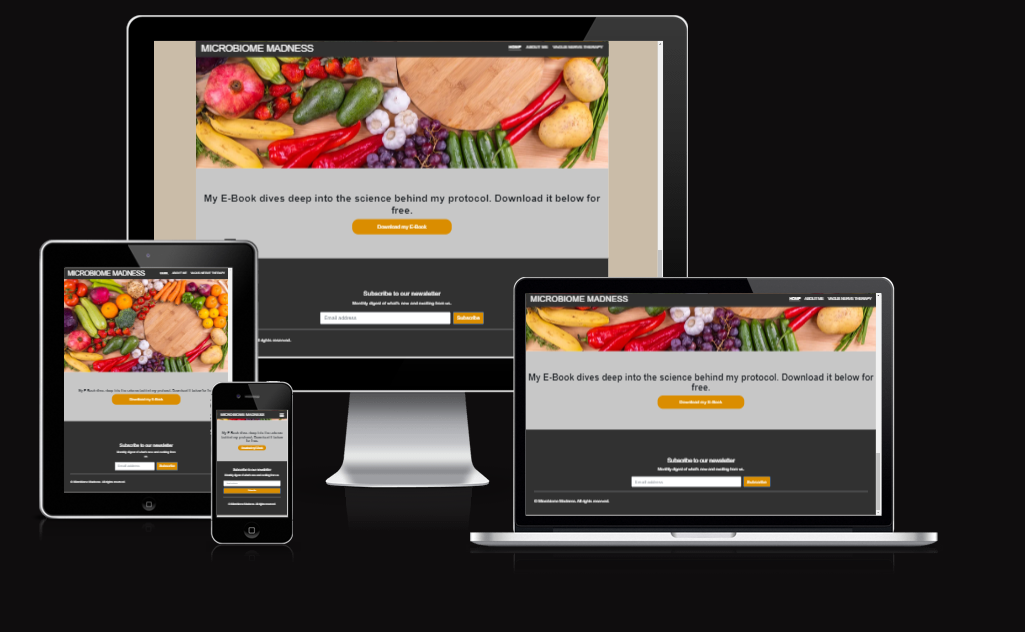 MICROBIOME MADNESS
HOME ABOUT ME VAGUS NERVE THERAPY
My E-Book dives deep into the science behind my protocol. Download it below for
free.
Download my E-Book
Subscribe to our newsletter
Monthly digest of what's new and exciting from us.
Email address Subscribe
All rights reserved.
MICROBIOME MADNESS
HOME ABOUT ME VAGUS NERVE THERAPY
My E-Book dives deep into the science behind my protocol. Download it below for
Download my E-Book
Subscribe to our newsletter
Monthly digest of what's new and exciting from
us.
Email address Subscribe
© Microbiome Madness. All rights reserved.
MICROBIOME MADNESS
My E-Book dives deep into the science
behind my protocol. Download it below
for free.
Download my E-Book
Subscribe to our newsletter
Monthly digest of what's new and exciting from us.
© Microbiome Madness. All rights reserved.
MICROBIOME MADNESS
HOME ABOUT ME VAGUS NERVE THERAPY
My E-Book dives deep into the science behind my protocol. Download it below for
free.
Download my E-Book
Subscribe to our newsletter
Monthly digest of what's new and exciting from us.
Email address Subscribe
© Microbiome Madness. All rights reserved.